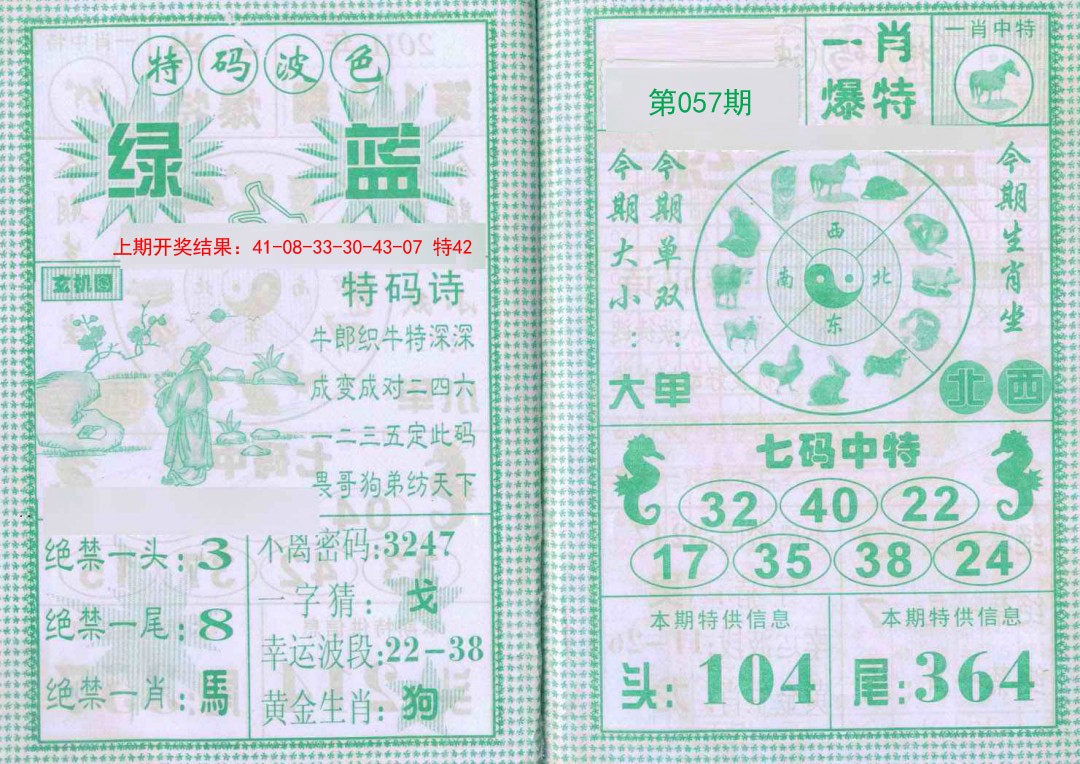 特码波色
绿 蓝
上期开奖结果：41-08-33-30-43-07 特42
玄机图
特码诗
牛郎织牛特深深
成变成对二四六
一二三五定此码
畏哥狗弟纺天下
绝禁一头：3
绝禁一尾：8
绝禁一肖：馬
不离密码:3247
一字猜：戈
幸运波段:22-38
黄金生肖：狗
第057期
一肖
爆特
一肖中特
今期大小：大
今期单双：单
西
南 北
东
今期生肖坐
北西
七码中特
32 40 22
17 35 38 24
本期特供信息
头：104
本期特供信息
尾：364